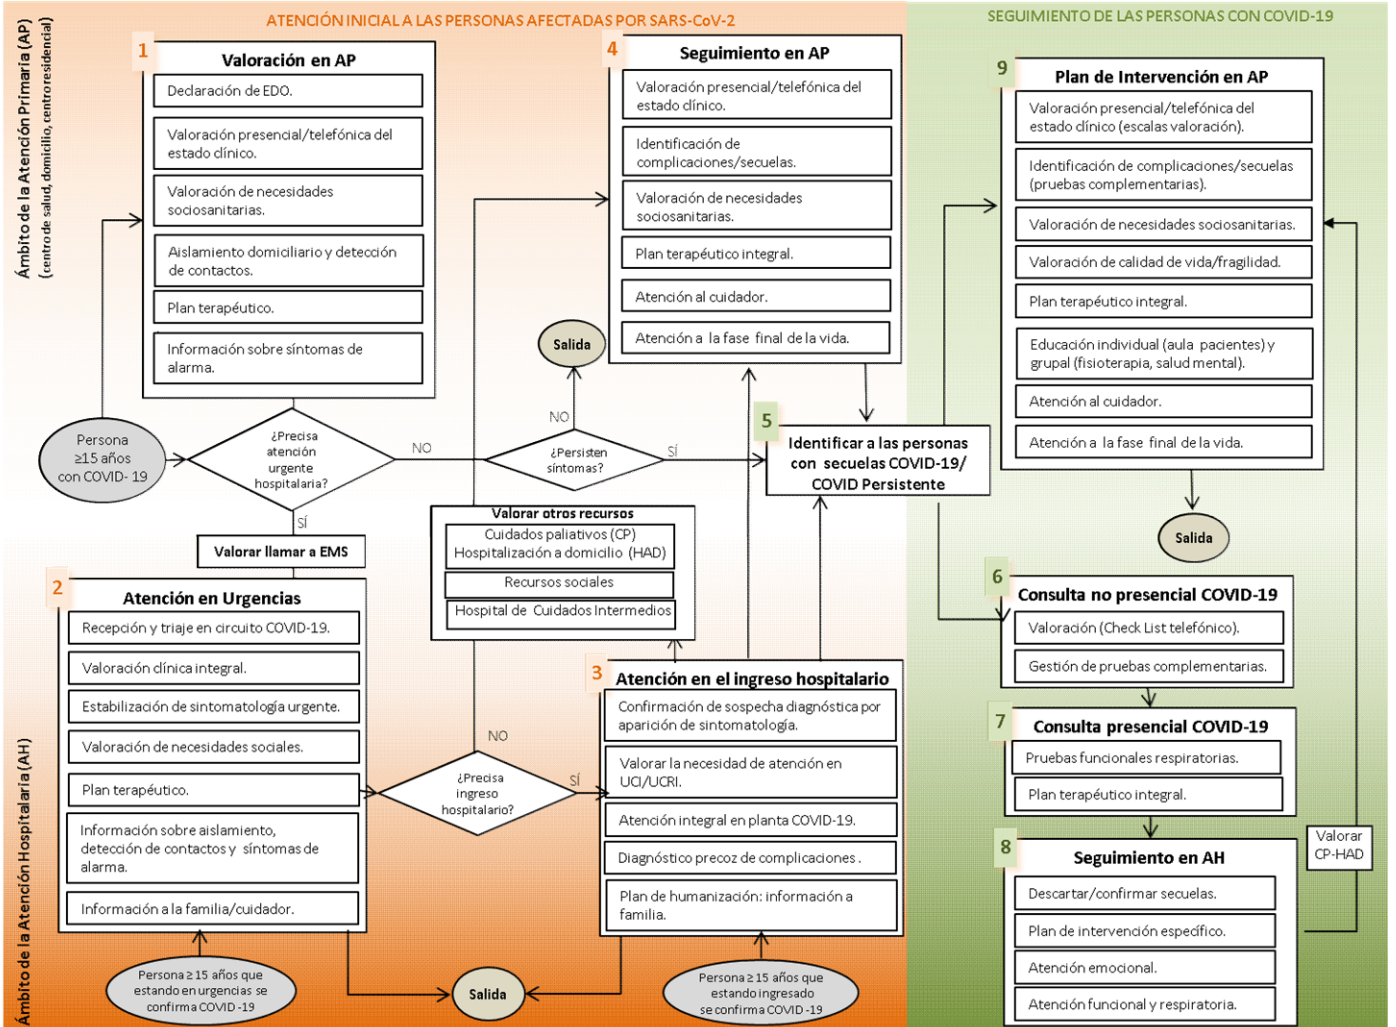 ATENCIÓN INICIAL A LAS PERSONAS AFECTADAS POR SARS-CoV-2
SEGUIMIENTO DE LAS PERSONAS CON COVID-19
Ámbito de la Atención Primaria (AP)
(centro de salud, domicilio, centro residencial)
1
Valoración en AP
Declaración de EDO.
Valoración presencial/telefónica del
estado clínico.
Valoración de necesidades
sociosanitarias.
Aislamiento domiciliario y detección
de contactos.
Plan terapéutico.
Información sobre síntomas de
alarma.
4
Seguimiento en AP
Valoración presencial/telefónica del
estado clínico.
Identificación de
complicaciones/secuelas.
Valoración de necesidades
sociosanitarias.
Plan terapéutico integral.
Atención al cuidador.
Atención a la fase final de la vida.
9
Plan de Intervención en AP
Valoración presencial/telefónica del
estado clínico (escalas valoración).
Identificación de complicaciones/secuelas
(pruebas complementarias).
Valoración de necesidades sociosanitarias.
Valoración de calidad de vida/fragilidad.
Plan terapéutico integral.
Educación individual (aula pacientes) y
grupal (fisioterapia, salud mental).
Atención al cuidador.
Atención a la fase final de la vida.
Salida
Persona
≥15 años
con COVID- 19
¿Precisa
atención
urgente
hospitalaria?
NO
SÍ
¿Persisten
síntomas?
NO
SÍ
Salida
5
Identificar a las personas
con secuelas COVID-19/
COVID Persistente
Valorar llamar a EMS
Valorar otros recursos
Cuidados paliativos (CP)
Hospitalización a domicilio (HAD)
Recursos sociales
Hospital de Cuidados Intermedios
Ámbito de la Atención Hospitalaria (AH)
2
Atención en Urgencias
Recepción y triaje en circuito COVID-19.
Valoración clínica integral.
Estabilización de sintomatología urgente.
Valoración de necesidades sociales.
Plan terapéutico.
Información sobre aislamiento,
detección de contactos y síntomas de
alarma.
Información a la familia/cuidador.
¿Precisa
ingreso
hospitalario?
NO
SÍ
3
Atención en el ingreso hospitalario
Confirmación de sospecha diagnóstica por
aparición de sintomatología.
Valorar la necesidad de atención en
UCI/UCRI.
Atención integral en planta COVID-19.
Diagnóstico precoz de complicaciones .
Plan de humanización: información a
familia.
Persona ≥ 15 años que
estando en urgencias se
confirma COVID -19
Salida
Persona ≥ 15 años que
estando ingresado
se confirma COVID -19
6
Consulta no presencial COVID-19
Valoración (Check List telefónico).
Gestión de pruebas complementarias.
7
Consulta presencial COVID-19
Pruebas funcionales respiratorias.
Plan terapéutico integral.
8
Seguimiento en AH
Descartar/confirmar secuelas.
Plan de intervención específico.
Atención emocional.
Atención funcional y respiratoria.
Valorar
CP-HAD